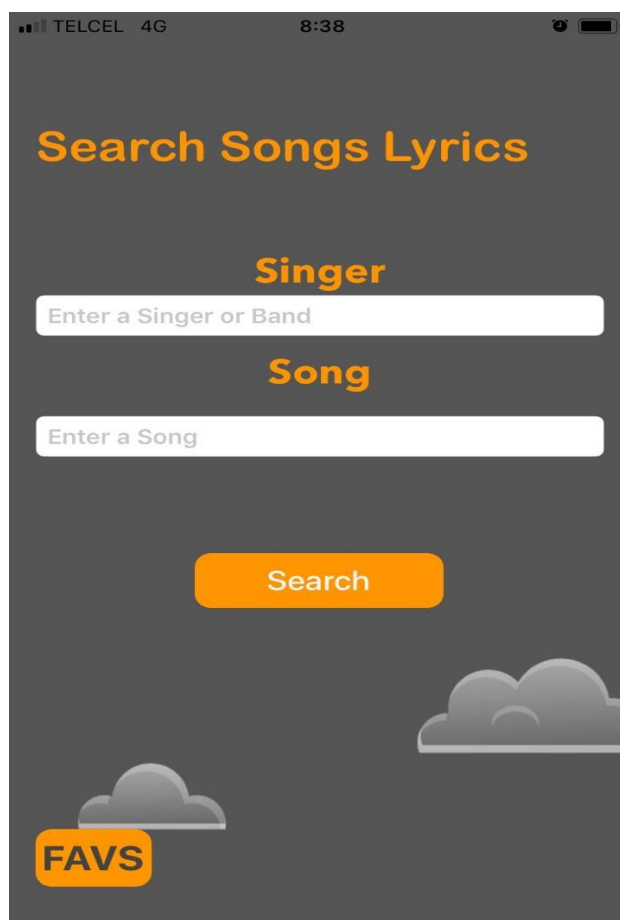 TELCEL 4G 8:38
Search Songs Lyrics
Singer
Enter a Singer or Band
Song
Enter a Song
Search
FAVS